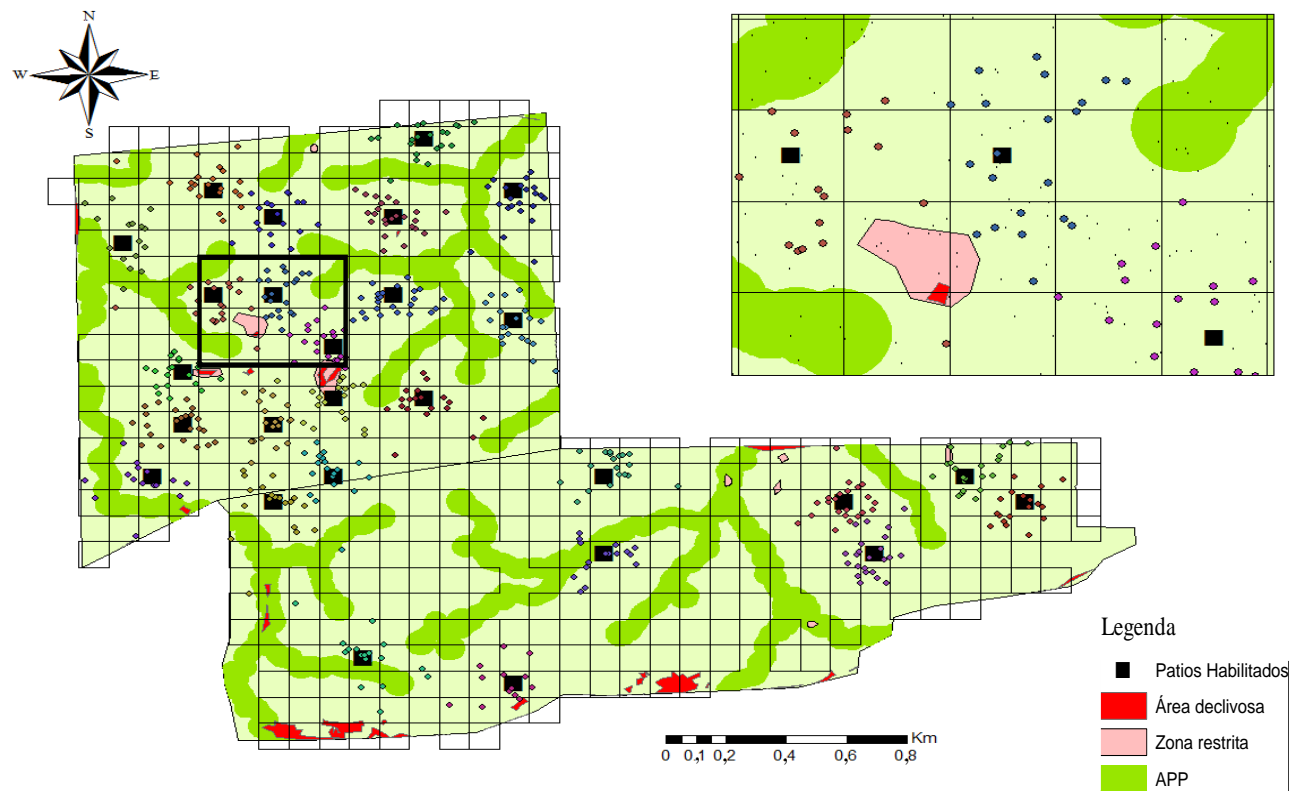 N
W
E
S
Legenda
Patios Habilitados
Área declivosa
Zona restrita
APP
Km
0 0,1 0,2 0,4 0,6 0,8